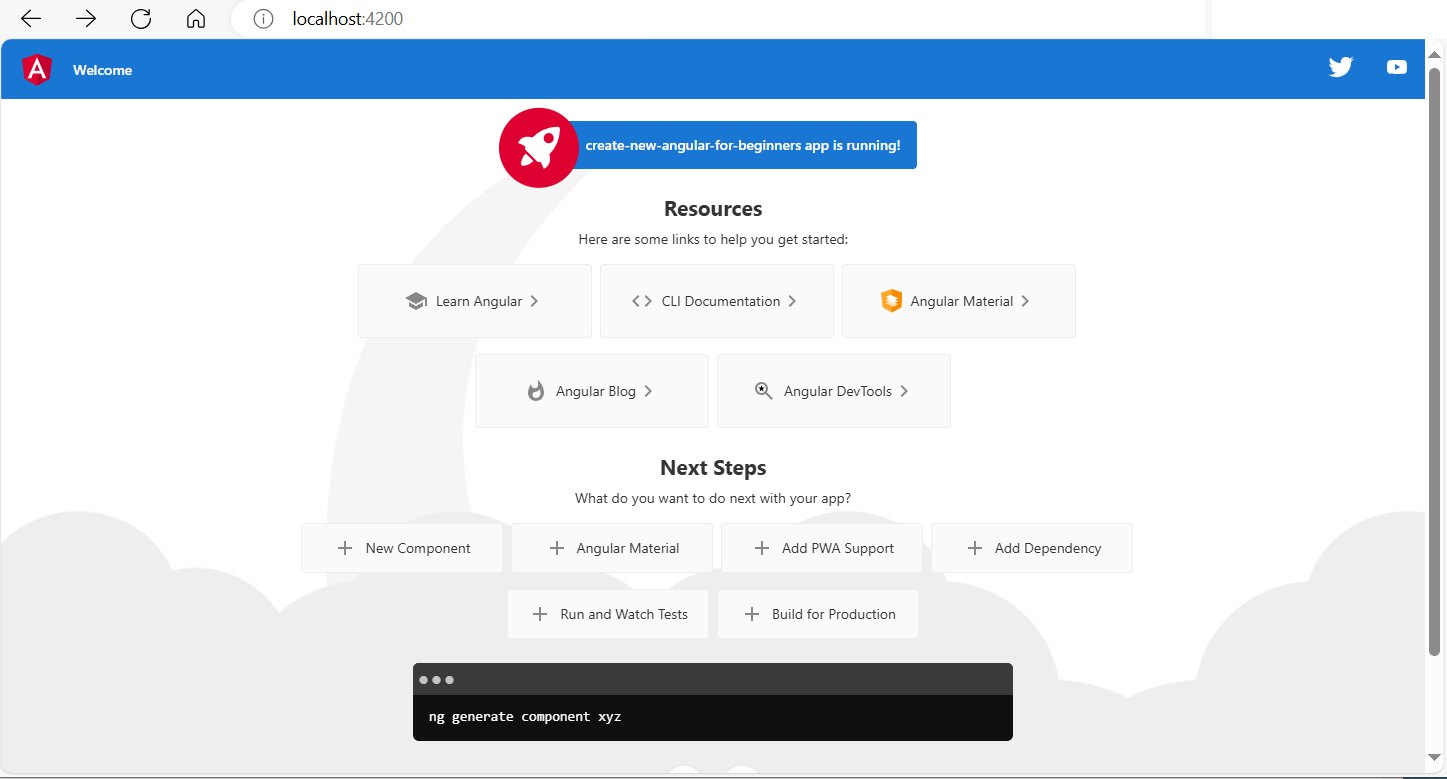 localhost:4200
Welcome
create-new-angular-for-beginners app is running!
Resources
Here are some links to help you get started:
Learn Angular
CLI Documentation
Angular Material
Angular Blog
Angular DevTools
Next Steps
What do you want to do next with your app?
New Component
Angular Material
Add PWA Support
Add Dependency
Run and Watch Tests
Build for Production
ng generate component xyz